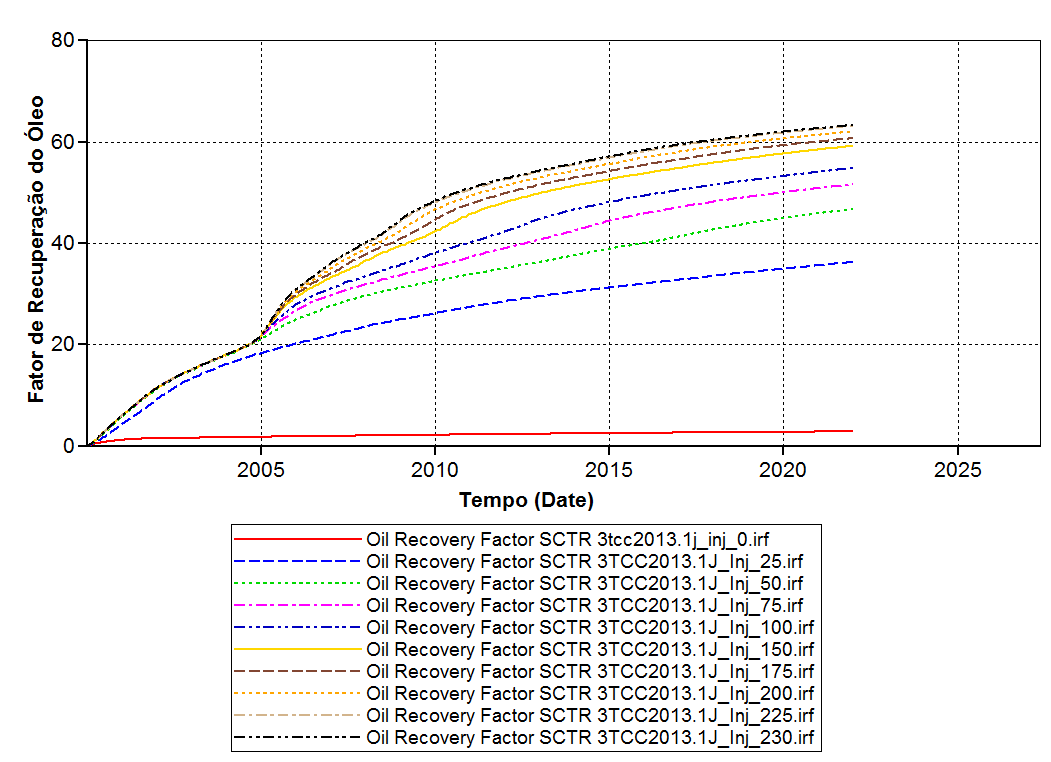 80
60
40
20
0
Fator de Recuperação do Óleo
2005 2010 2015 2020 2025
Tempo (Date)
Oil Recovery Factor SCTR 3tcc2013.1j_inj_0.irf
Oil Recovery Factor SCTR 3TCC2013.1J_Inj_25.irf
Oil Recovery Factor SCTR 3TCC2013.1J_Inj_50.irf
Oil Recovery Factor SCTR 3TCC2013.1J_Inj_75.irf
Oil Recovery Factor SCTR 3TCC2013.1J_Inj_100.irf
Oil Recovery Factor SCTR 3TCC2013.1J_Inj_150.irf
Oil Recovery Factor SCTR 3TCC2013.1J_Inj_175.irf
Oil Recovery Factor SCTR 3TCC2013.1J_Inj_200.irf
Oil Recovery Factor SCTR 3TCC2013.1J_Inj_225.irf
Oil Recovery Factor SCTR 3TCC2013.1J_Inj_230.irf